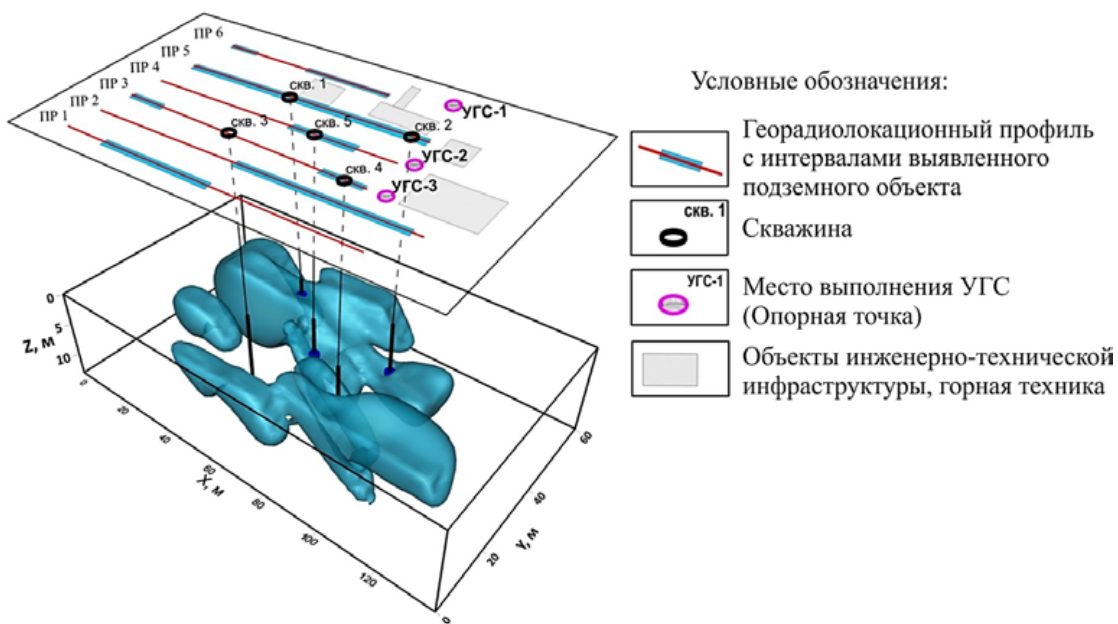 ПР 6
ПР 5
ПР 4
ПР 3
ПР 2
ПР 1
скв. 1
УГС-1
скв. 3
скв. 5
скв. 2
УГС-2
скв. 4
УГС-3
0
5
10
Z, м
0
20
40
60
80
100
120
X, м
0
20
40
60
Y, м
Условные обозначения:
Георадиолокационный профиль
с интервалами выявленного
подземного объекта
скв. 1
Скважина
УГС-1
Место выполнения УГС
(Опорная точка)
Объекты инженерно-технической
инфраструктуры, горная техника